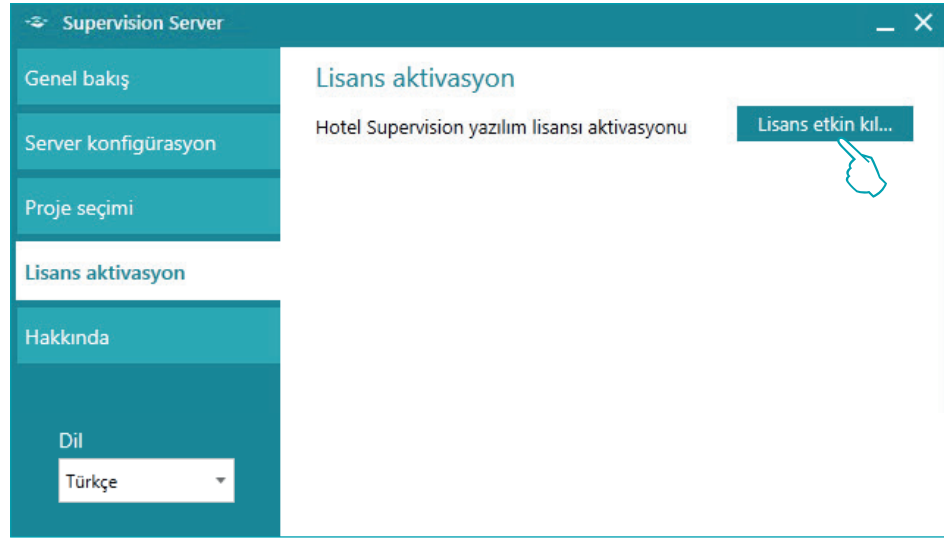 Supervision Server
Genel bakış
Server konfigürasyon
Proje seçimi
Lisans aktivasyon
Hakkında
Dil
Türkçe
Lisans aktivasyon
Hotel Supervision yazılım lisansı aktivasyonu
Lisans etkin kıl...